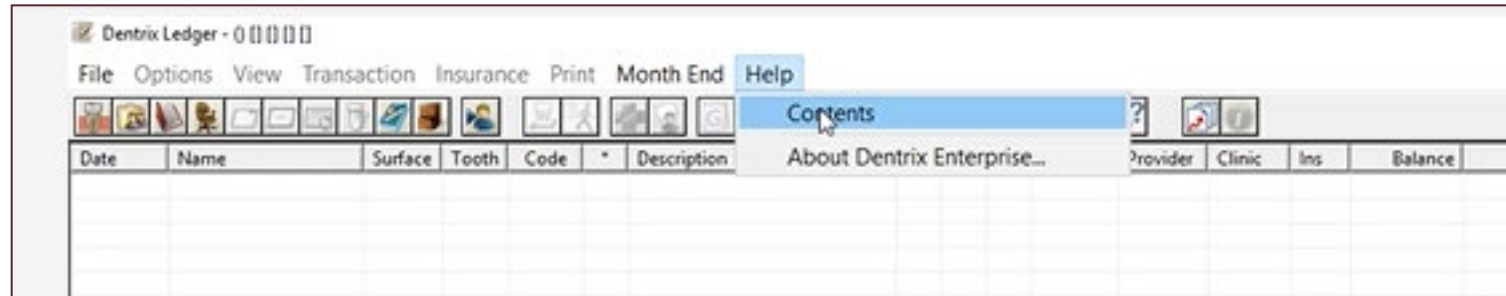 Dentrix Ledger - () [] [] [] []
File Options View Transaction Insurance Print Month End Help
G ?
Contents
Date Name Surface Tooth Code * Description Provider Clinic Ins Balance
About Dentrix Enterprise...